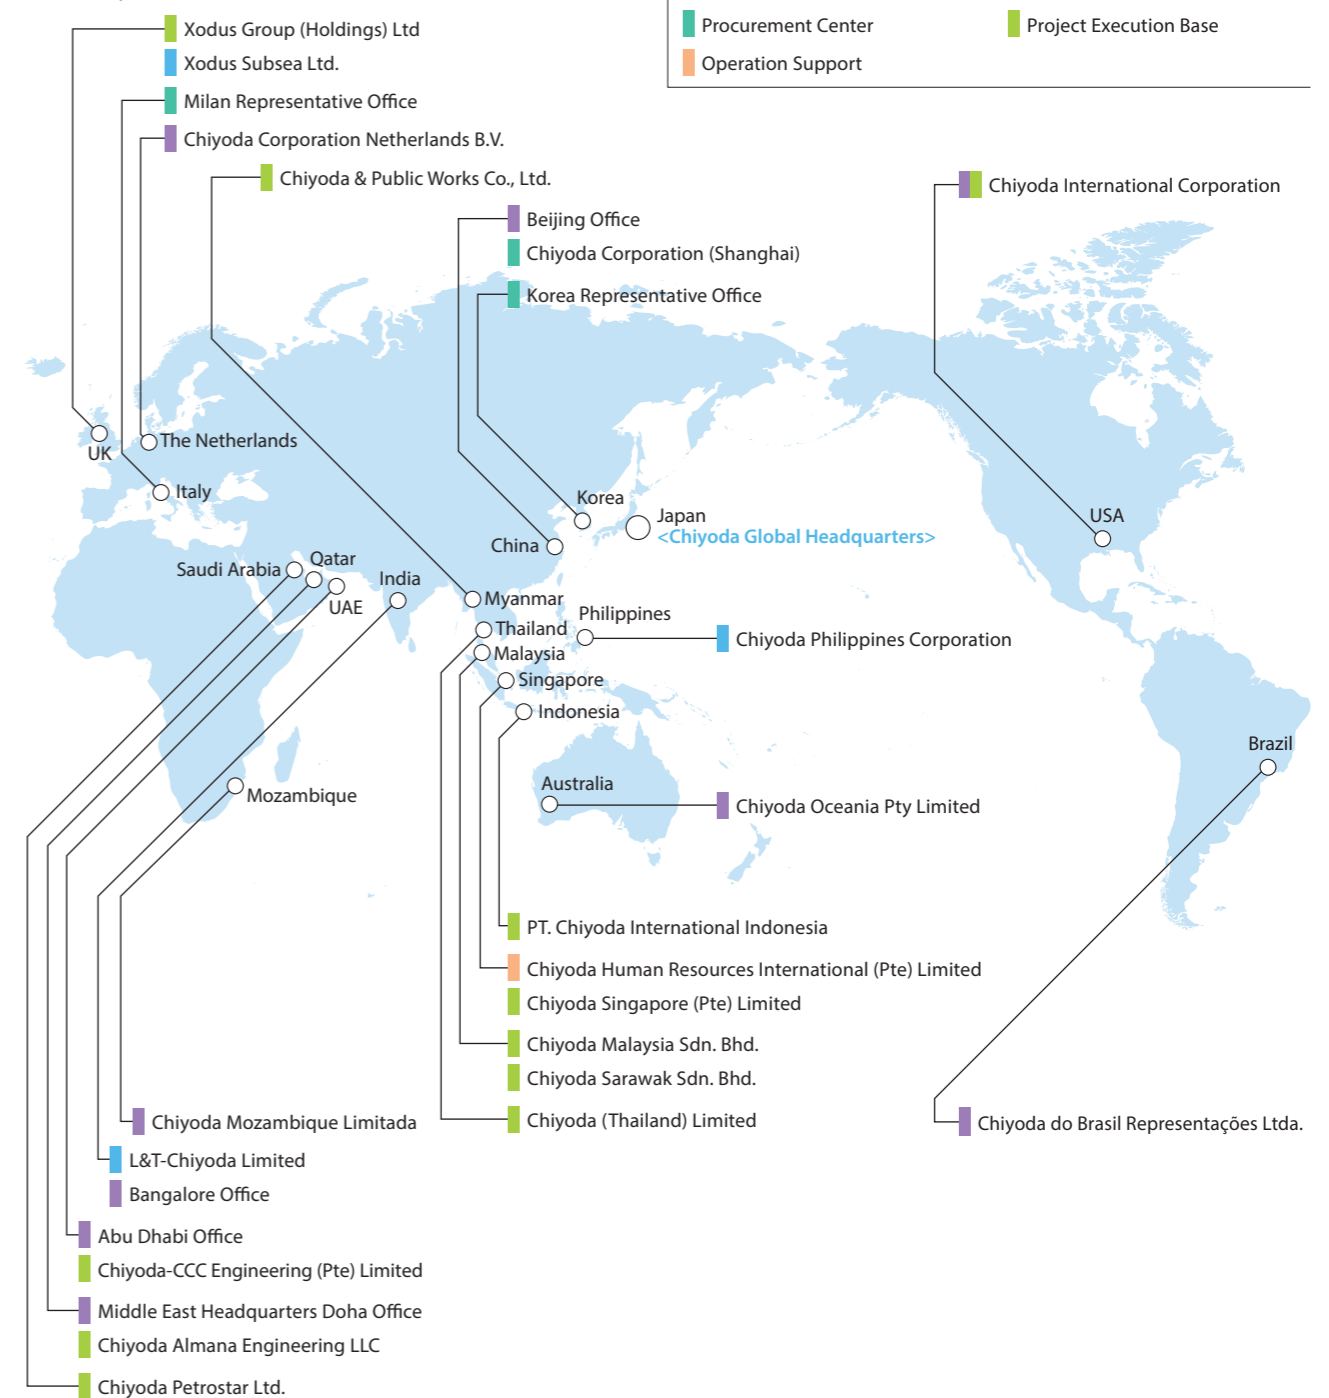 Procurement Center
Project Execution Base
Operation Support
Xodus Group (Holdings) Ltd
Xodus Subsea Ltd.
Milan Representative Office
Chiyoda Corporation Netherlands B.V.
Chiyoda & Public Works Co., Ltd.
Chiyoda International Corporation
Beijing Office
Chiyoda Corporation (Shanghai)
Korea Representative Office
UK
The Netherlands
Italy
Korea
Japan
<Chiyoda Global Headquarters>
China
USA
Saudi Arabia
Qatar
UAE
India
Myanmar
Thailand
Malaysia
Singapore
Indonesia
Philippines
Chiyoda Philippines Corporation
Brazil
Mozambique
Australia
Chiyoda Oceania Pty Limited
PT. Chiyoda International Indonesia
Chiyoda Human Resources International (Pte) Limited
Chiyoda Singapore (Pte) Limited
Chiyoda Malaysia Sdn. Bhd.
Chiyoda Sarawak Sdn. Bhd.
Chiyoda (Thailand) Limited
Chiyoda do Brasil Representações Ltda.
Chiyoda Mozambique Limitada
L&T-Chiyoda Limited
Bangalore Office
Abu Dhabi Office
Chiyoda-CCC Engineering (Pte) Limited
Middle East Headquarters Doha Office
Chiyoda Almana Engineering LLC
Chiyoda Petrostar Ltd.